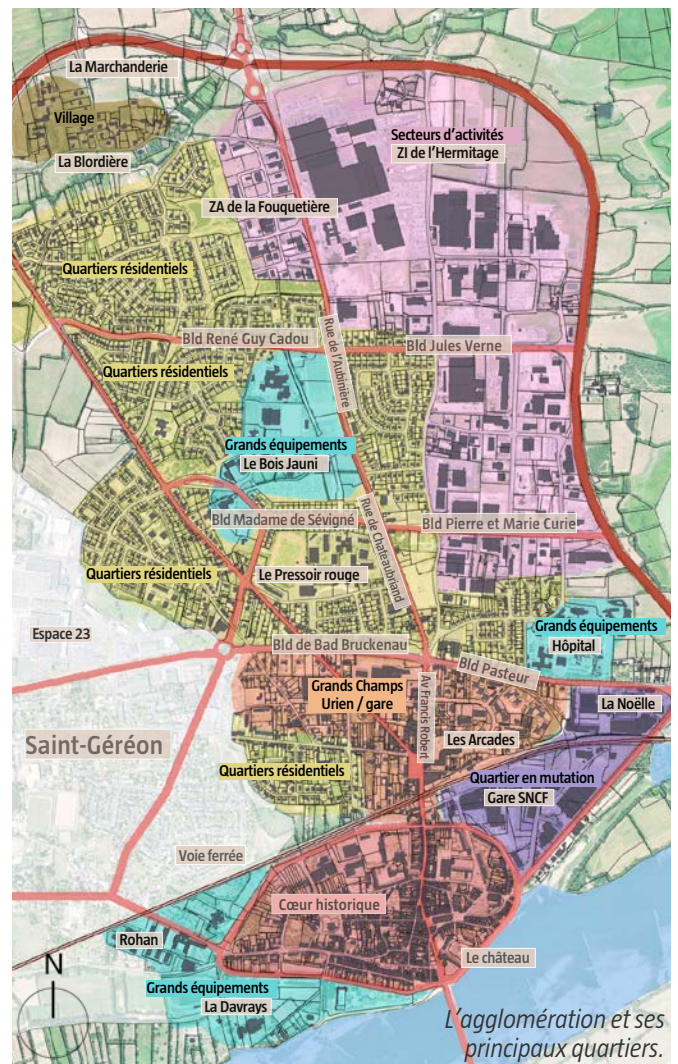 La Marchanderie
Village
La Blordière
Secteurs d'activités
ZI de l'Hermitage
ZA de la Fouquetière
Quartiers résidentiels
Bld René Guy Cadou
Rue de l'Aubinière
Bld Jules Verne
Quartiers résidentiels
Grands équipements
Le Bois Jauni
Bld Madame de Sévigné
Rue de Chateaubriand
Bld Pierre et Marie Curie
Quartiers résidentiels
Le Pressoir rouge
Espace 23
Grands équipements
Hôpital
Bld de Bad Bruckenau
Bld Pasteur
Grands Champs
Urien / gare
Av Francis Robert
La Noëlle
Les Arcades
Saint-Géréon
Quartiers résidentiels
Quartier en mutation
Gare SNCF
Voie ferrée
Cœur historique
Rohan
Le château
N
Grands équipements
La Davrays
L'agglomération et ses
principaux quartiers.